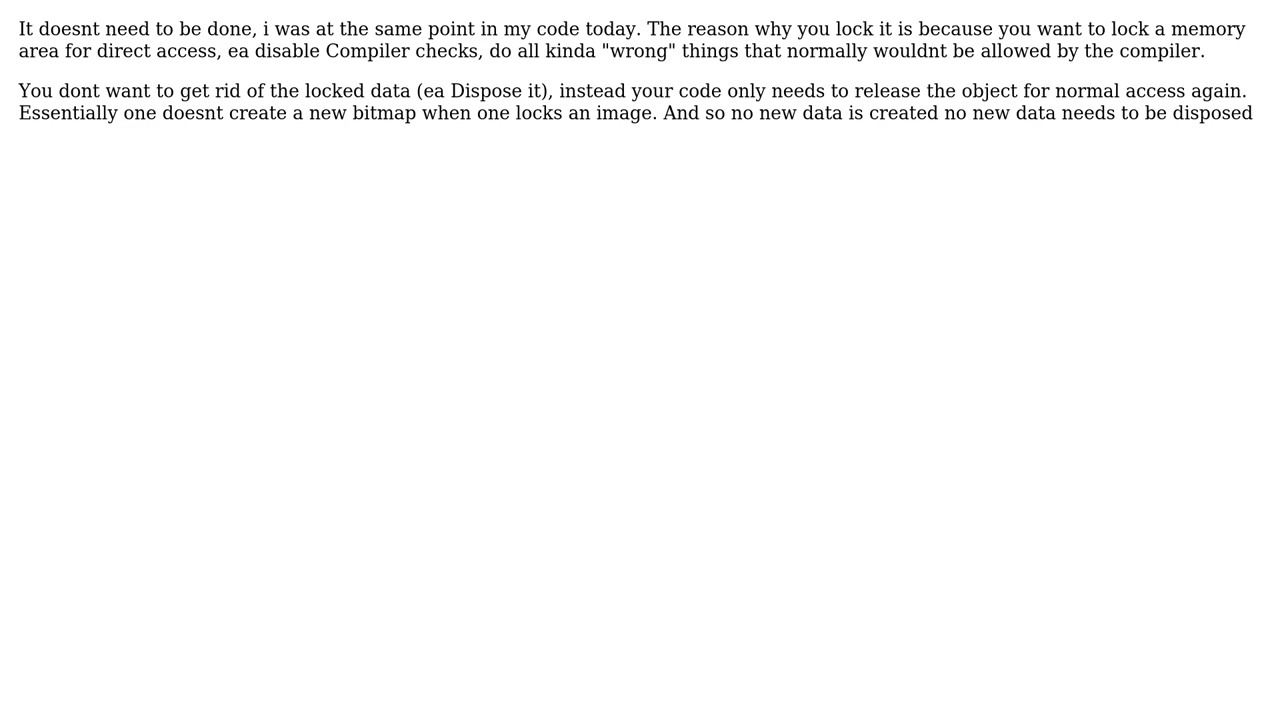 It doesnt need to be done, i was at the same point in my code today. The reason why you lock it is because you want to lock a memory
area for direct access, ea disable Compiler checks, do all kinda "wrong" things that normally wouldnt be allowed by the compiler.
You dont want to get rid of the locked data (ea Dispose it), instead your code only needs to release the object for normal access again.
Essentially one doesnt create a new bitmap when one locks an image. And so no new data is created no new data needs to be disposed